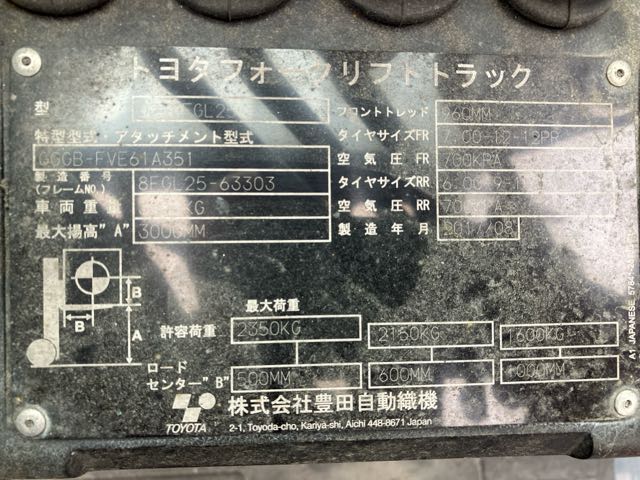 トヨタフォークリフトトラック
型 フロントトレッド 960MM
特型型式・アタッチメント型式 タイヤサイズFR 7.00-12-12PR
GGGB-FVE61A351 空気圧FR 700KPA
製造番号 (フレームNO.) 8FGL25-63303 タイヤサイズRR
車両重 KG 空気圧RR
最大揚高"A" 3000MM 製造年月 2017/08
B
B
A
最大荷重
許容荷重 2350KG 2150KG 1600KG
ロード
センター"B" 500MM 600MM 1000MM
TOYOTA 株式会社豊田自動織機
2-1, Toyoda-cho, Kariya-shi, Aichi 448-8671 Japan
A1 JAPANESE